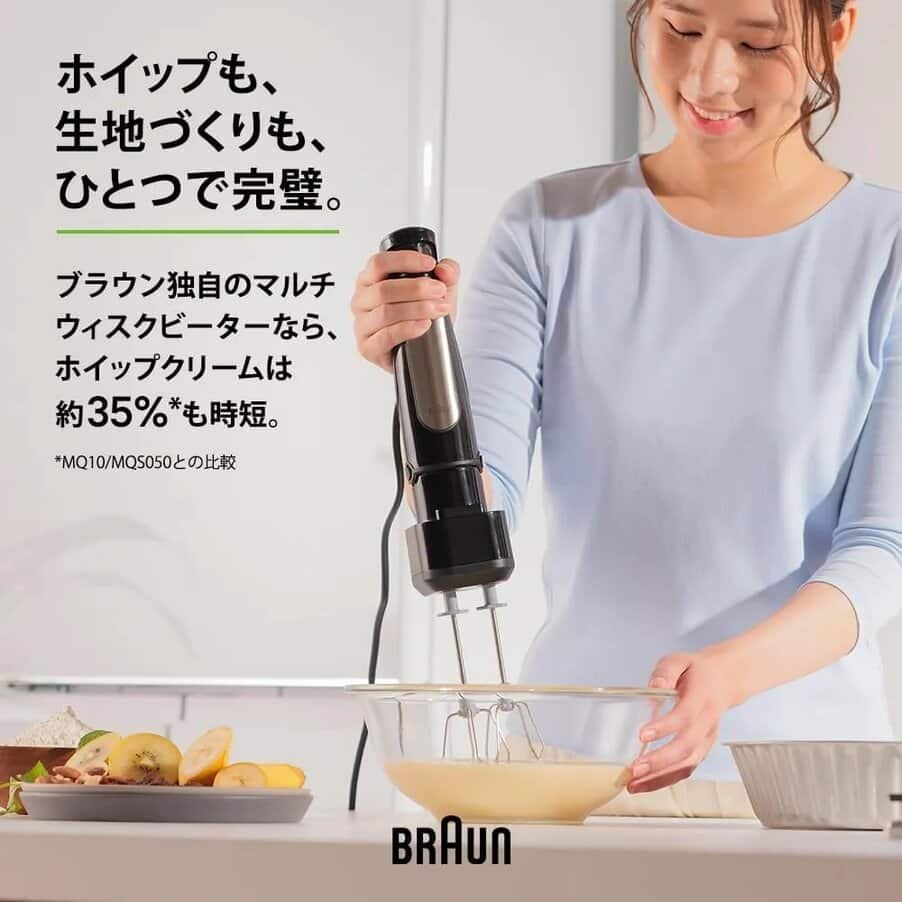 ホイップも、
生地づくりも、
ひとつで完璧。
ブラウン独自のマルチ
ウィスクビーターなら、
ホイップクリームは
約35%*も時短。
*MQ10/MQS050との比較
BRAUN